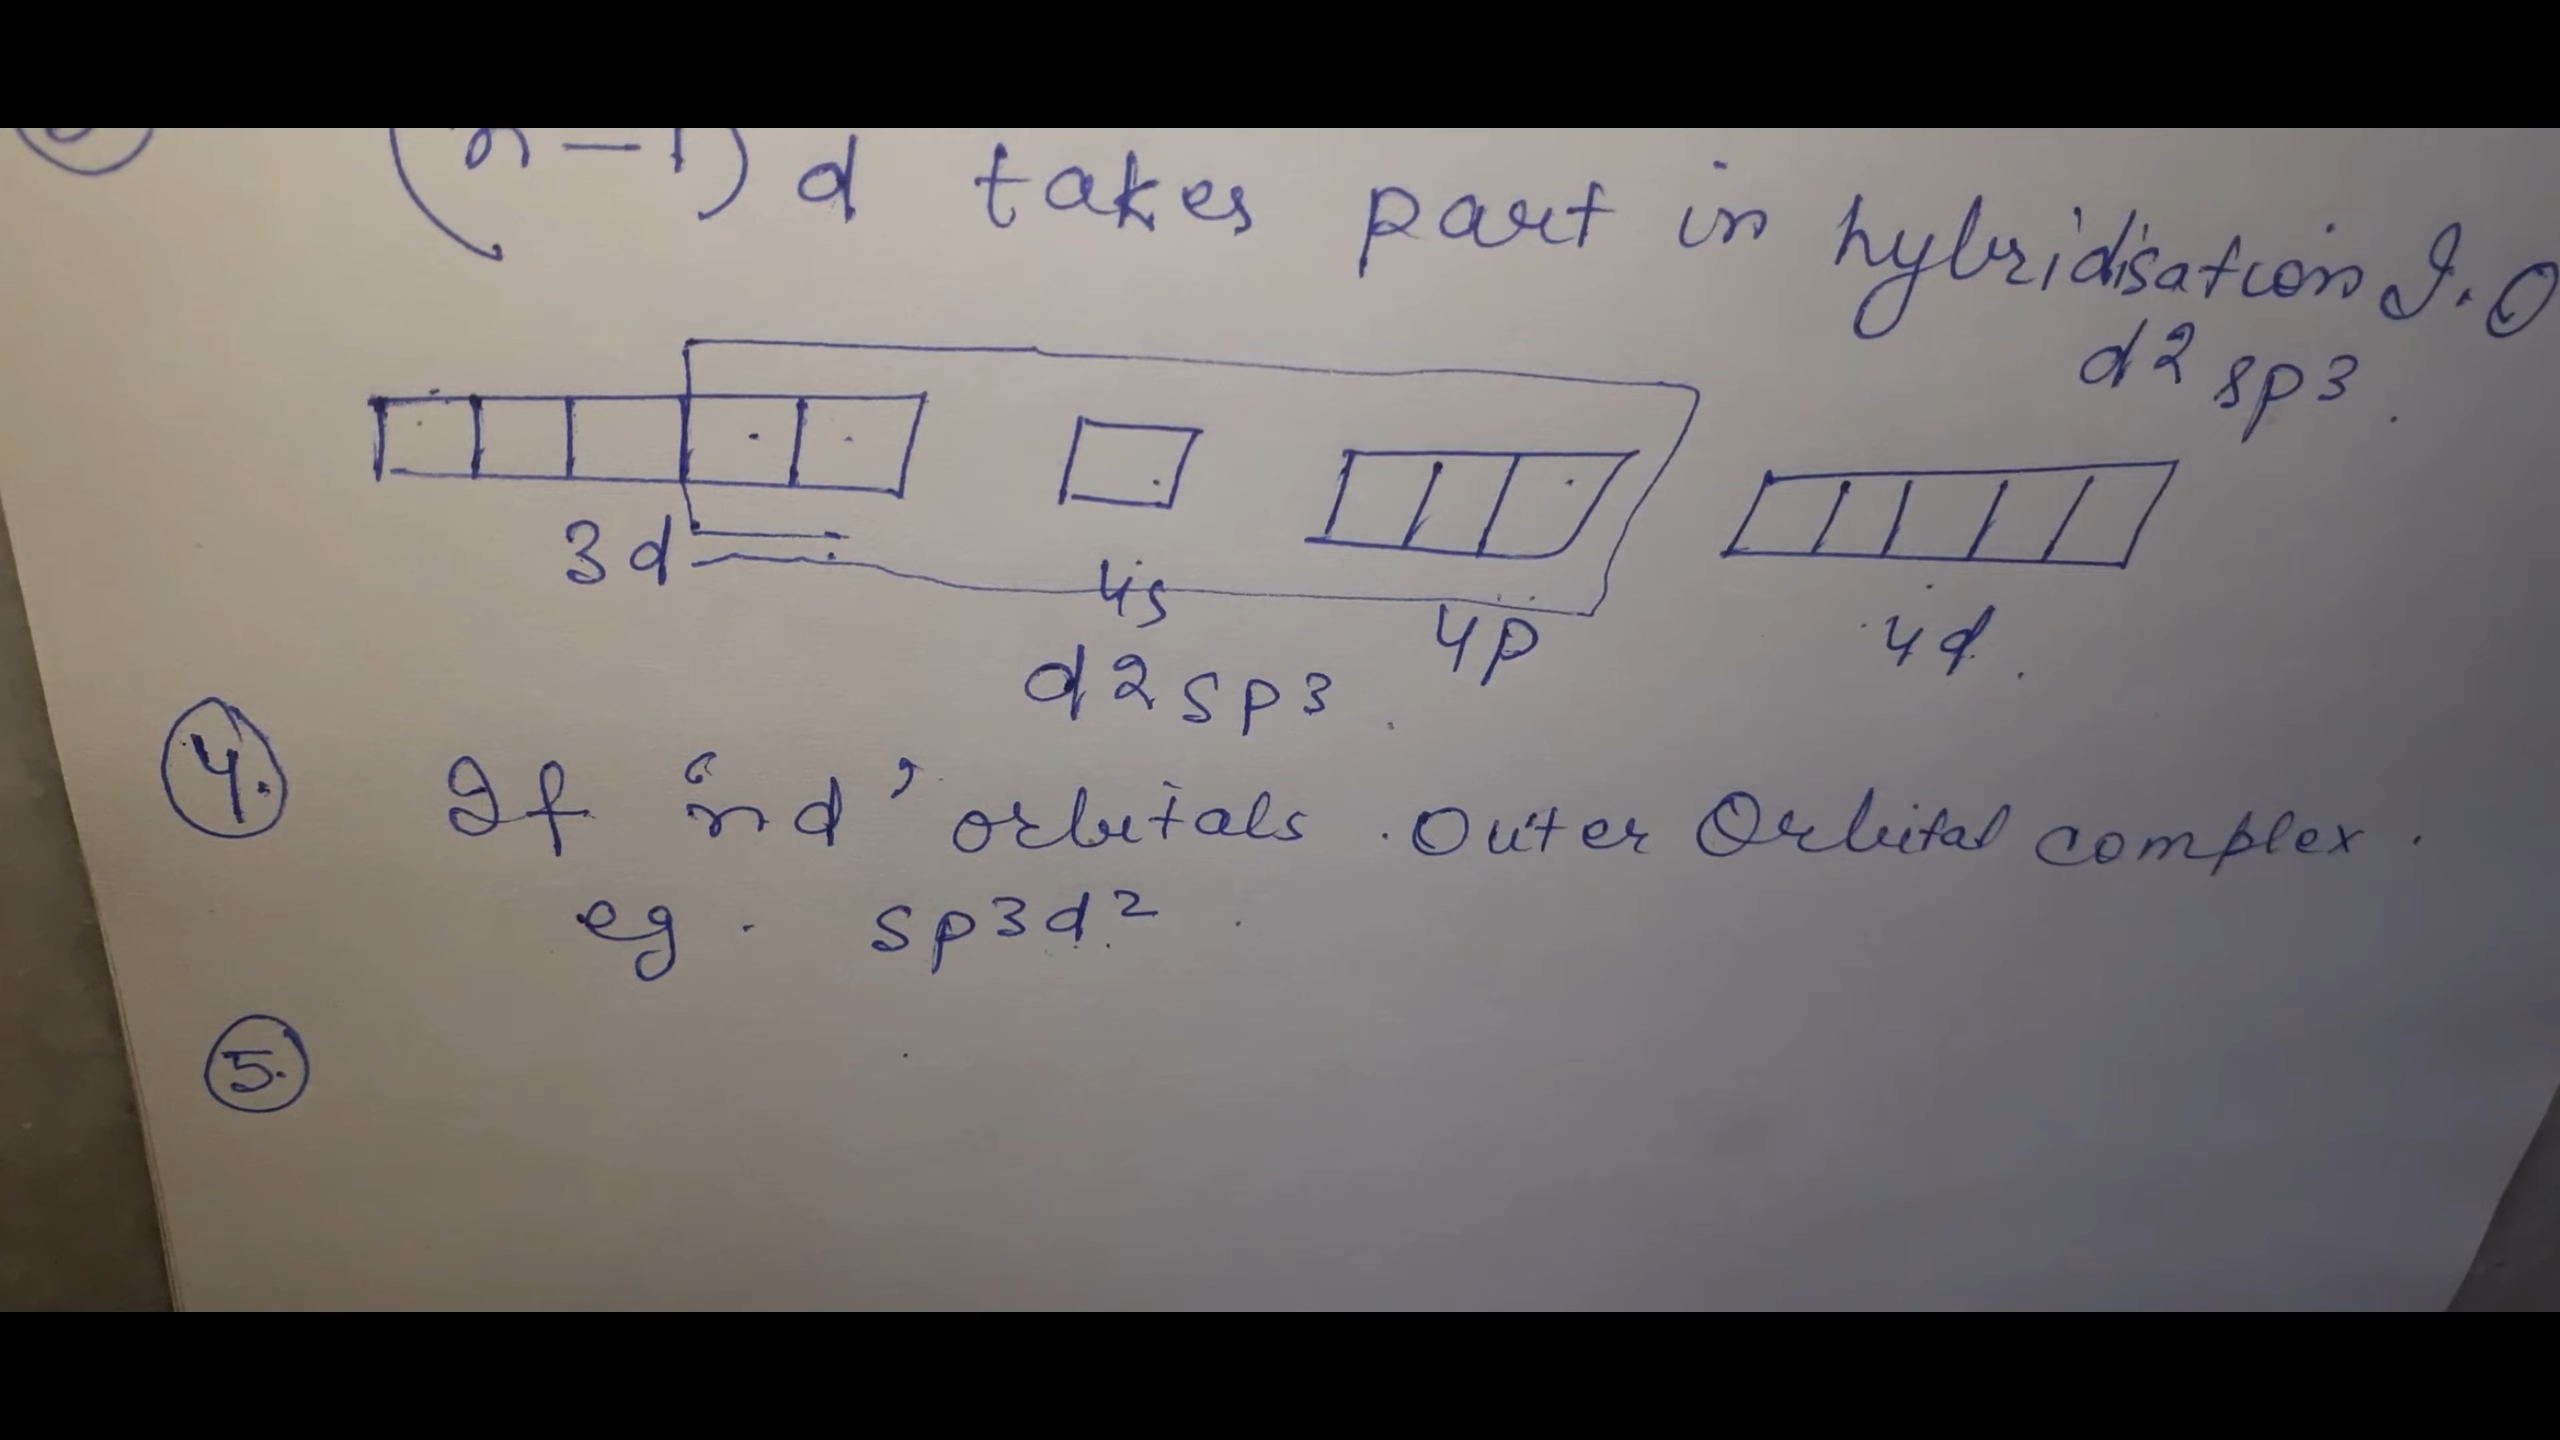 (n-1)d takes part in hybridisation I.O
d2sp3.
3d 4s 4p 4d.
d2sp3.
4. If 'nd' orbitals. Outer Orbital complex.
eg. sp3d2.
5.